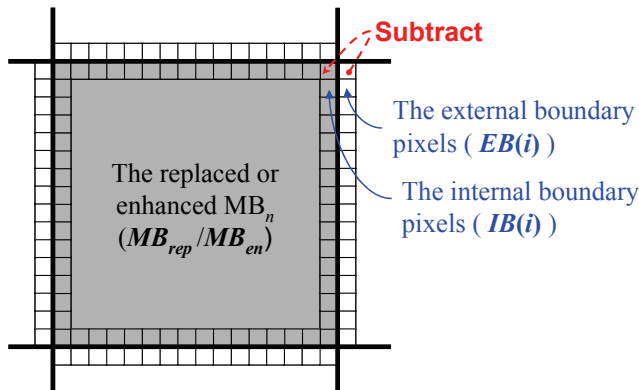 Subtract
The external boundary
pixels ( EB(i) )
The internal boundary
pixels ( IB(i) )
The replaced or
enhanced MBn
(MBrep /MBen)